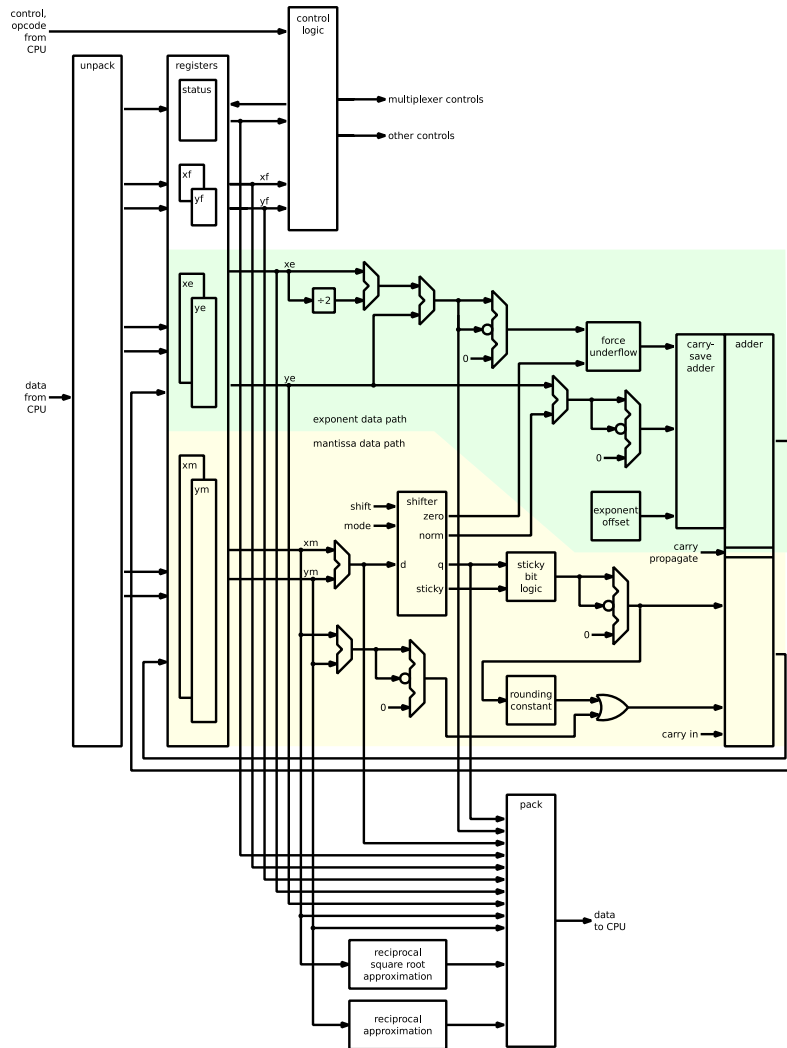 control,
opcode
from
CPU
control
logic
unpack
registers
status
multiplexer controls
other controls
xf
yf
xf
yf
xe
ye
xe
÷2
0
force
underflow
carry-
save
adder
adder
data
from
CPU
ye
exponent data path
mantissa data path
0
xm
ym
shift
mode
shifter
zero
norm
d
q
sticky
exponent
offset
xm
ym
carry
propagate
sticky
bit
logic
0
0
rounding
constant
carry in
pack
data
to CPU
reciprocal
square root
approximation
reciprocal
approximation